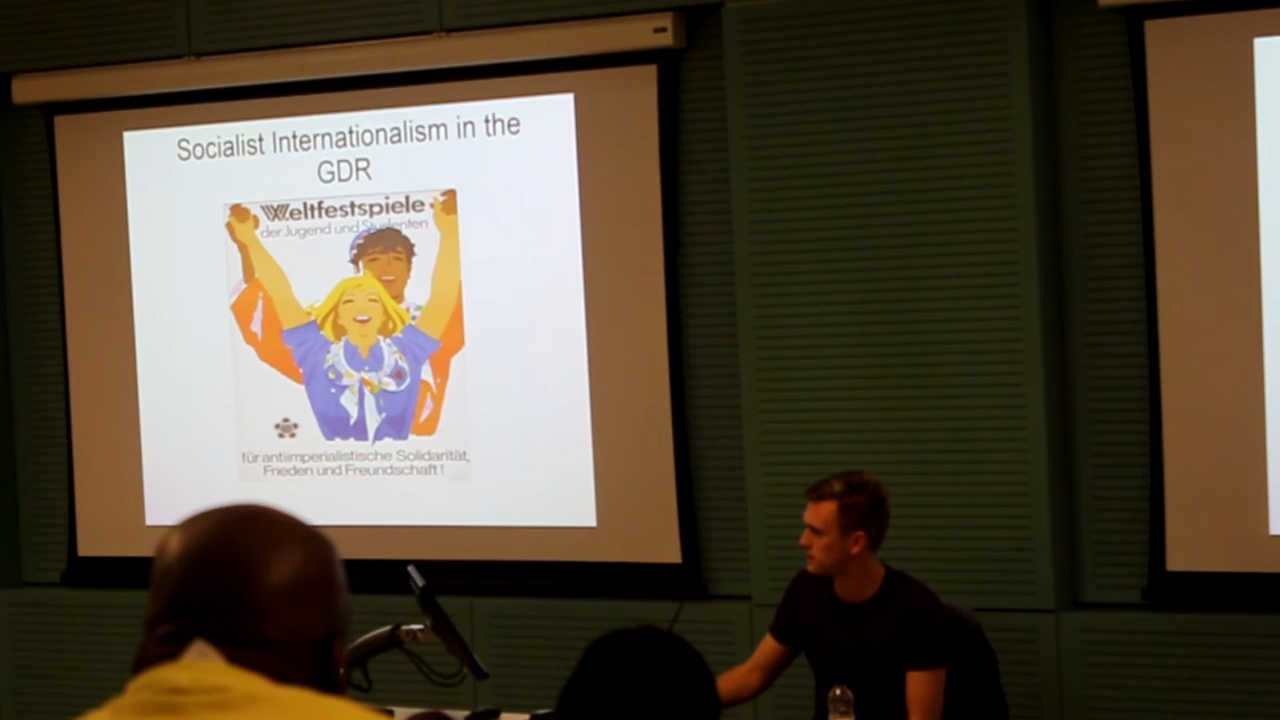 Socialist Internationalism in the
GDR
Weltfestspiele
der Jugend und Studenten
für antiimperialistische Solidarität,
Frieden und Freundschaft!